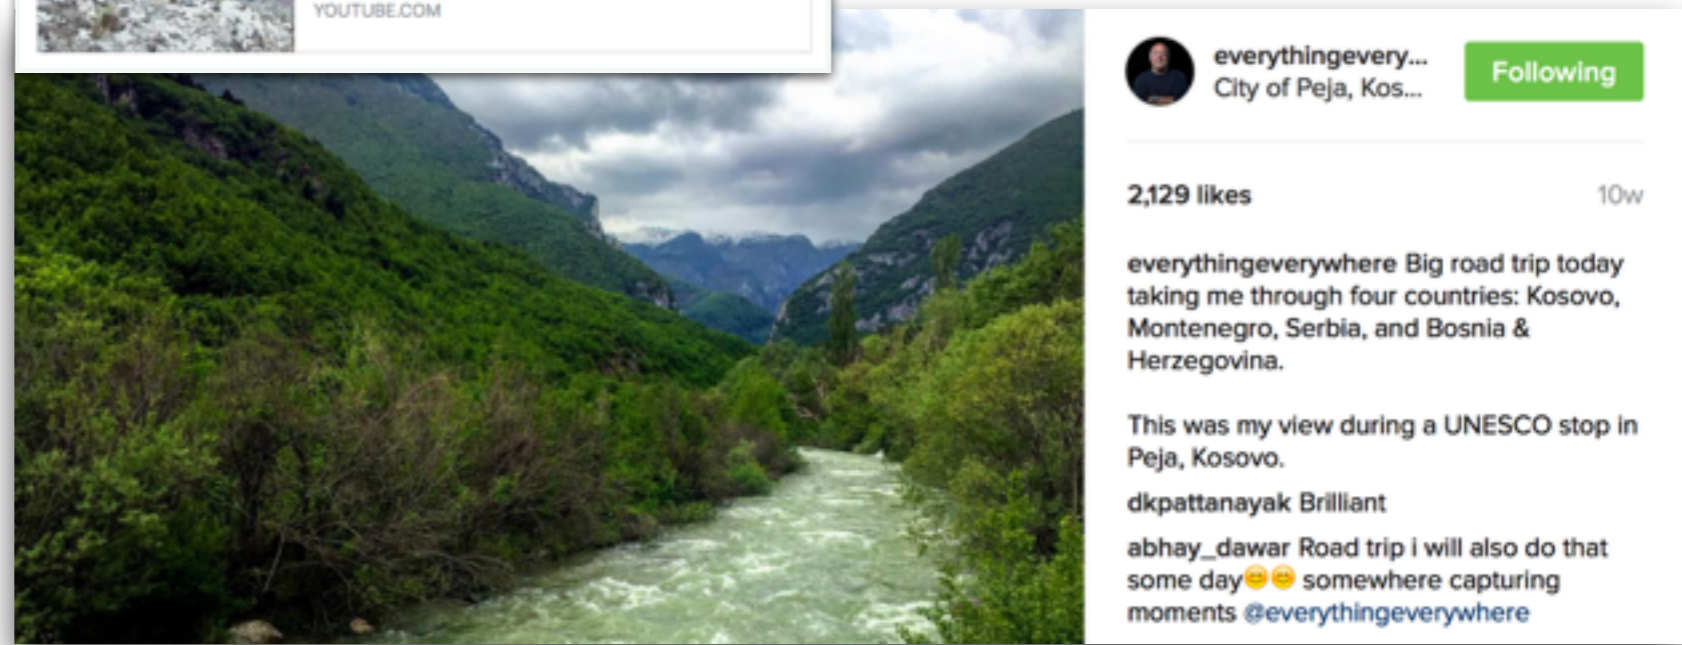 YOUTUBE.COM
everythingevery...
City of Peja, Kos...
Following
2,129 likes
10w
everythingeverywhere Big road trip today
taking me through four countries: Kosovo,
Montenegro, Serbia, and Bosnia &
Herzegovina.
This was my view during a UNESCO stop in
Peja, Kosovo.
dkpattanayak Brilliant
abhay_dawar Road trip i will also do that
some day😊😊 somewhere capturing
moments @everythingeverywhere